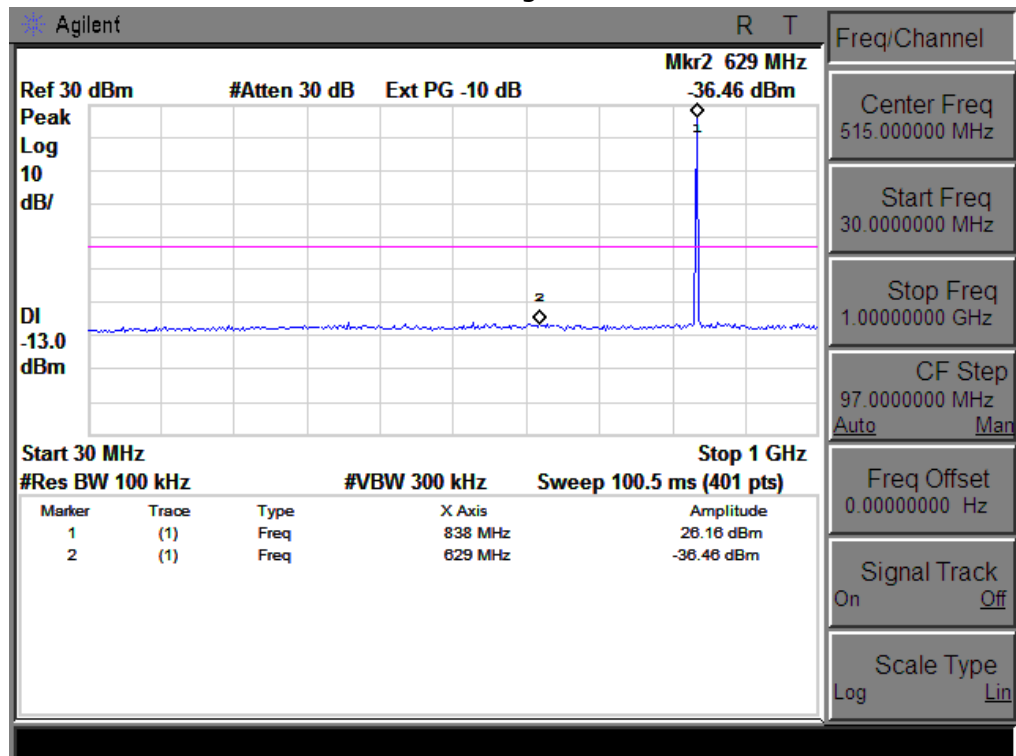 Agilent R T
Mkr2 629 MHz
Ref 30 dBm #Atten 30 dB Ext PG -10 dB -36.46 dBm
Peak
Log
10
dB/
1
2
DI
-13.0
dBm
Start 30 MHz Stop 1 GHz
#Res BW 100 kHz #VBW 300 kHz Sweep 100.5 ms (401 pts)
Marker Trace Type X Axis Amplitude
1 (1) Freq 838 MHz 26.16 dBm
2 (1) Freq 629 MHz -36.46 dBm
Freq/Channel
Center Freq
515.000000 MHz
Start Freq
30.0000000 MHz
Stop Freq
1.00000000 GHz
CF Step
97.0000000 MHz
Auto Man
Freq Offset
0.00000000 Hz
Signal Track
On Off
Scale Type
Log Lin